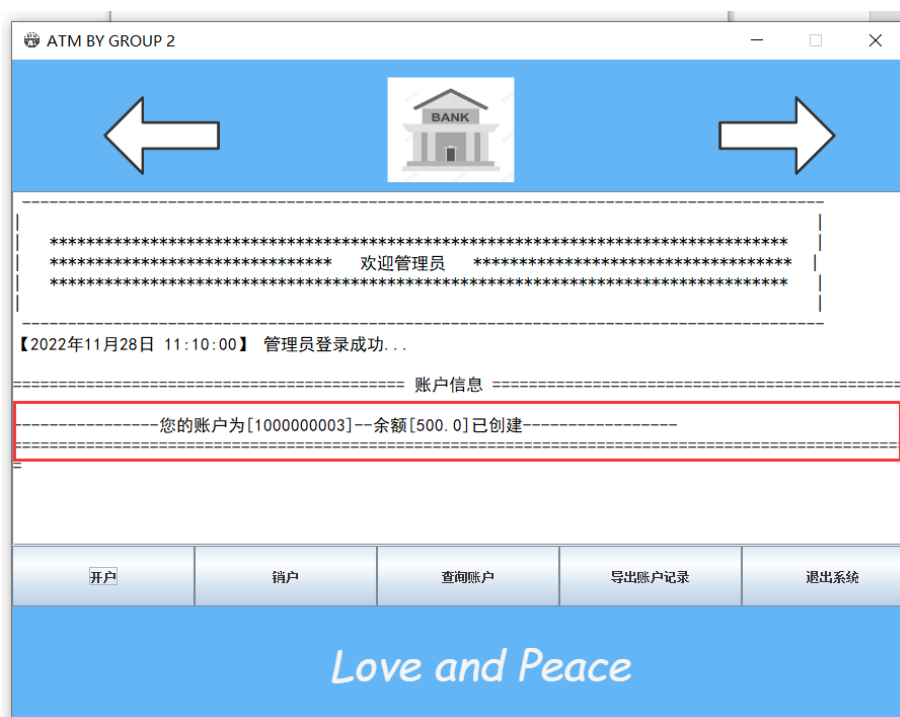 ATM BY GROUP 2
BANK
--------------------------------------------------------------------------------
| |
| ********************************************************************************* |
| ******************************* 欢迎管理员 *********************************** |
| ********************************************************************************* |
| |
--------------------------------------------------------------------------------
【2022年11月28日 11:10:00】 管理员登录成功...
=========================================== 账户信息 =============================================
----------------您的账户为[1000000003]--余额[500.0]已创建-----------------
==================================================================================================
=
开户 销户 查询账户 导出账户记录 退出系统
Love and Peace